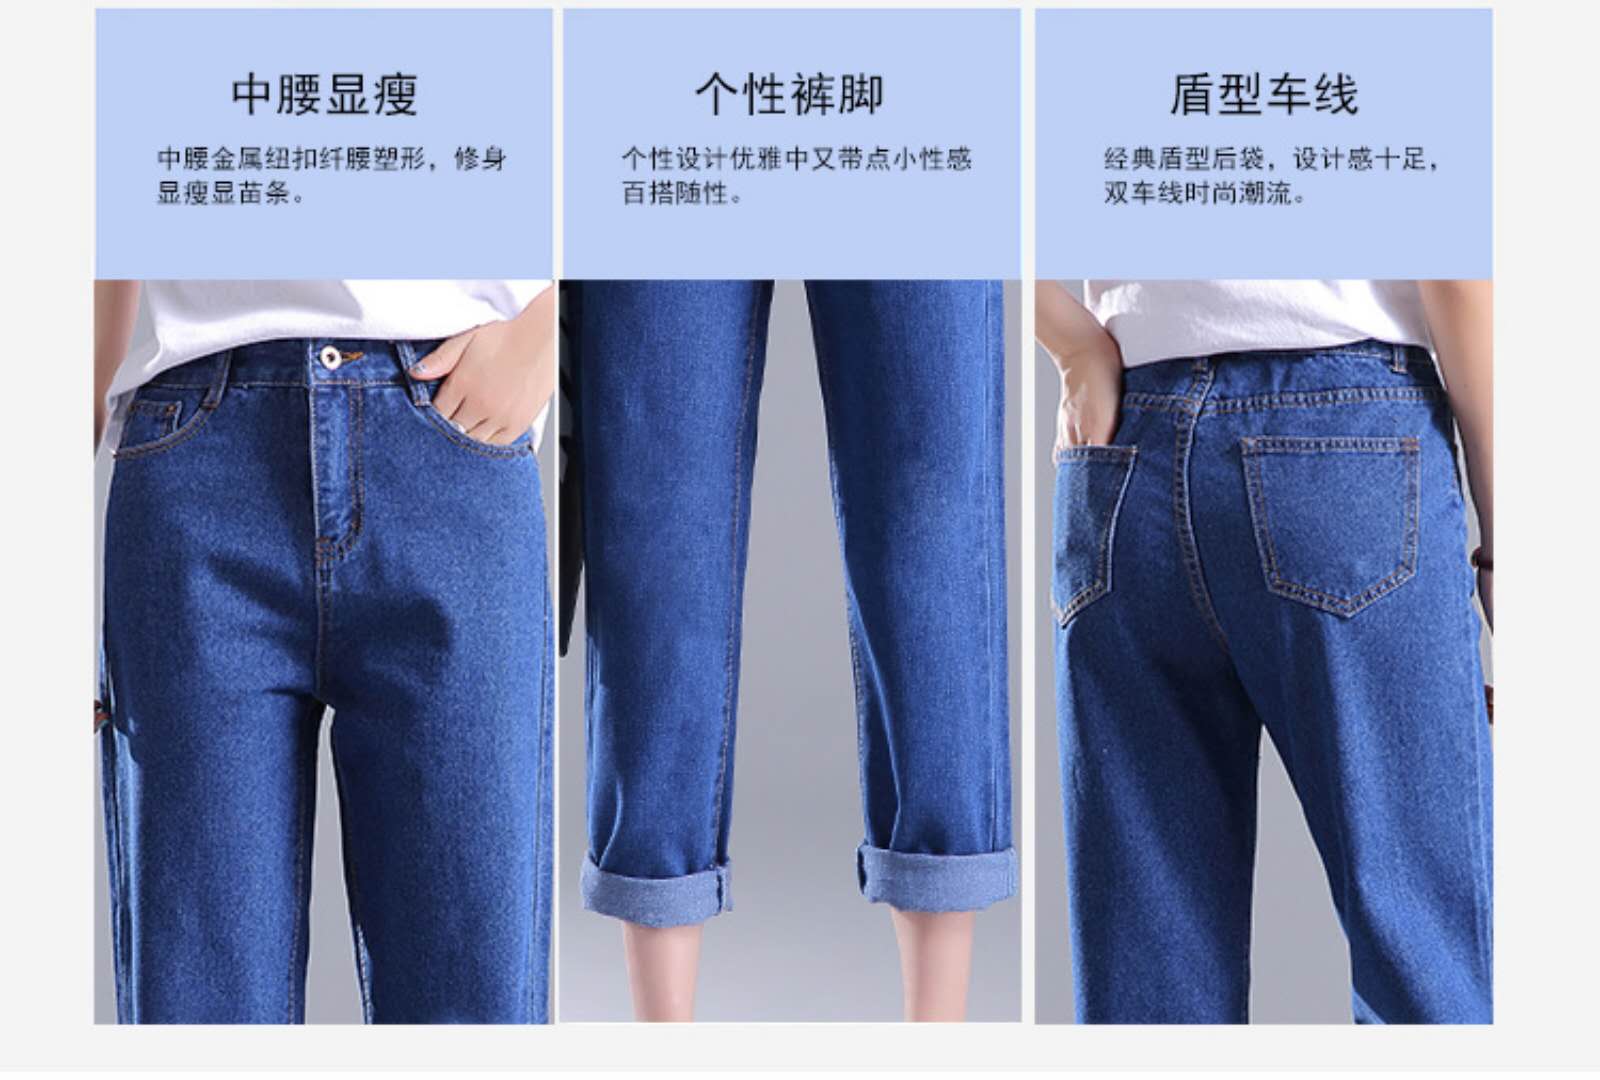 中腰显瘦
中腰金属纽扣纤腰塑形，修身
显瘦显苗条。
个性裤脚
个性设计优雅中又带点小性感
百搭随性。
盾型车线
经典盾型后袋，设计感十足，
双车线时尚潮流。